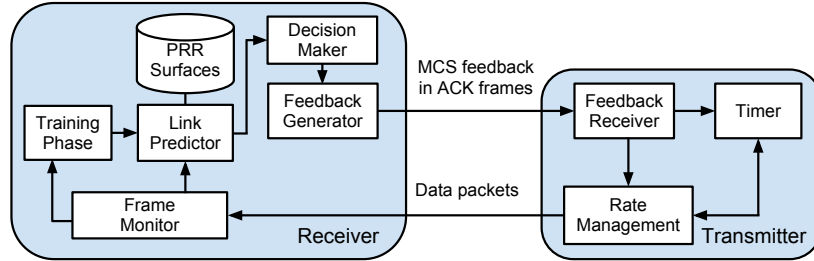 PRR
Surfaces
Decision
Maker
Training
Phase
Link
Predictor
Feedback
Generator
Frame
Monitor
Receiver
MCS feedback
in ACK frames
Data packets
Feedback
Receiver
Timer
Rate
Management
Transmitter